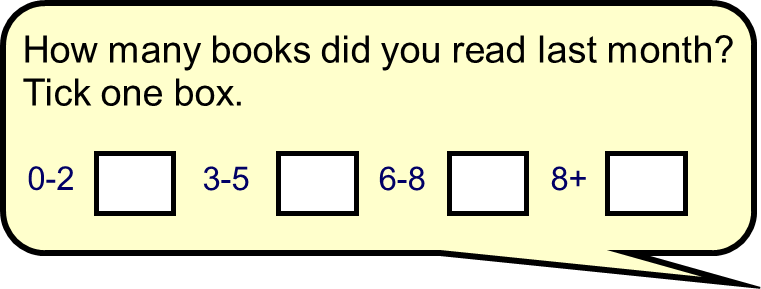 How many books did you read last month?
Tick one box.
0-2 3-5 6-8 8+